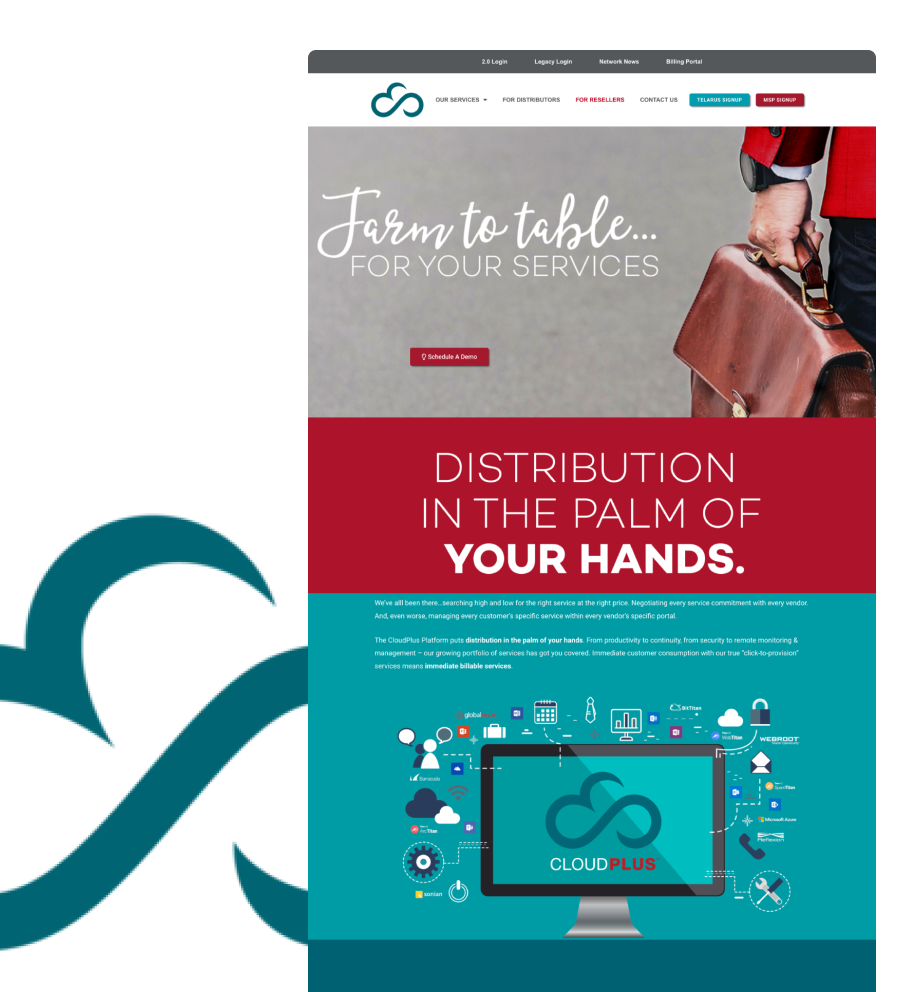 2.0 Login Legacy Login Network News Billing Portal
OUR SERVICES FOR DISTRIBUTORS FOR RESELLERS CONTACT US TELARUS SIGNUP MSP SIGNUP
Farm to table...
FOR YOUR SERVICES
Schedule A Demo
DISTRIBUTION
IN THE PALM OF
YOUR HANDS.
We've alll been there...searching high and low for the right service at the right price. Negotiating every service commitment with every vendor.
And, even worse, managing every customer's specific service within every vendor's specific portal.
The CloudPlus Platform puts distribution in the palm of your hands. From productivity to continuity, from security to remote monitoring &
management – our growing portfolio of services has got you covered. Immediate customer consumption with our true "click-to-provision"
services means immediate billable services.
BitTitan
global
WebTitan
WEBROOT
Barracuda
SpamTitan
Microsoft Azure
ArcTitan
Reflexion
CLOUDPLUS
sonian